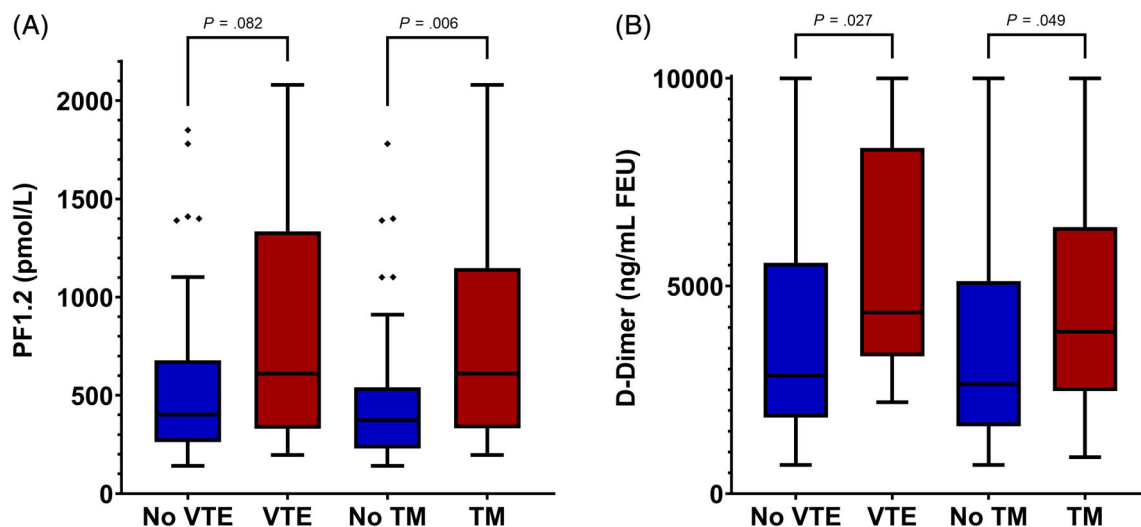 (A)
P = .082
P = .006
PF1.2 (pmol/L)
2000
1500
1000
500
0
No VTE
VTE
No TM
TM
(B)
P = .027
P = .049
D-Dimer (ng/mL FEU)
10000
5000
0
No VTE
VTE
No TM
TM